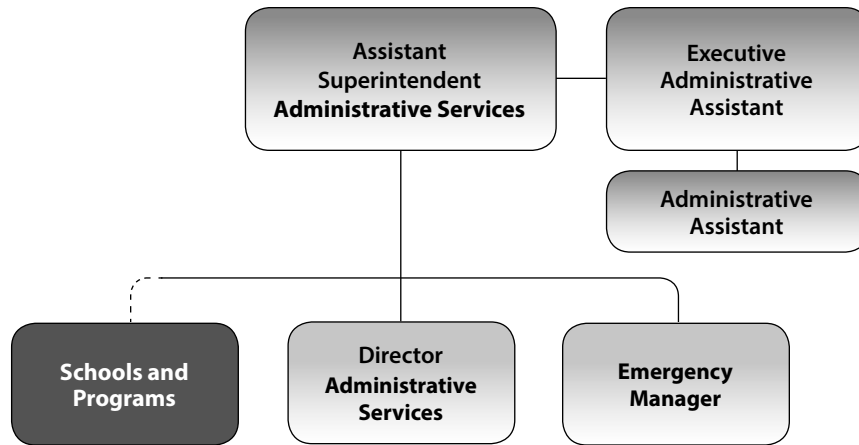 Assistant
Superintendent
Administrative Services
Executive
Administrative
Assistant
Administrative
Assistant
Schools and
Programs
Director
Administrative
Services
Emergency
Manager